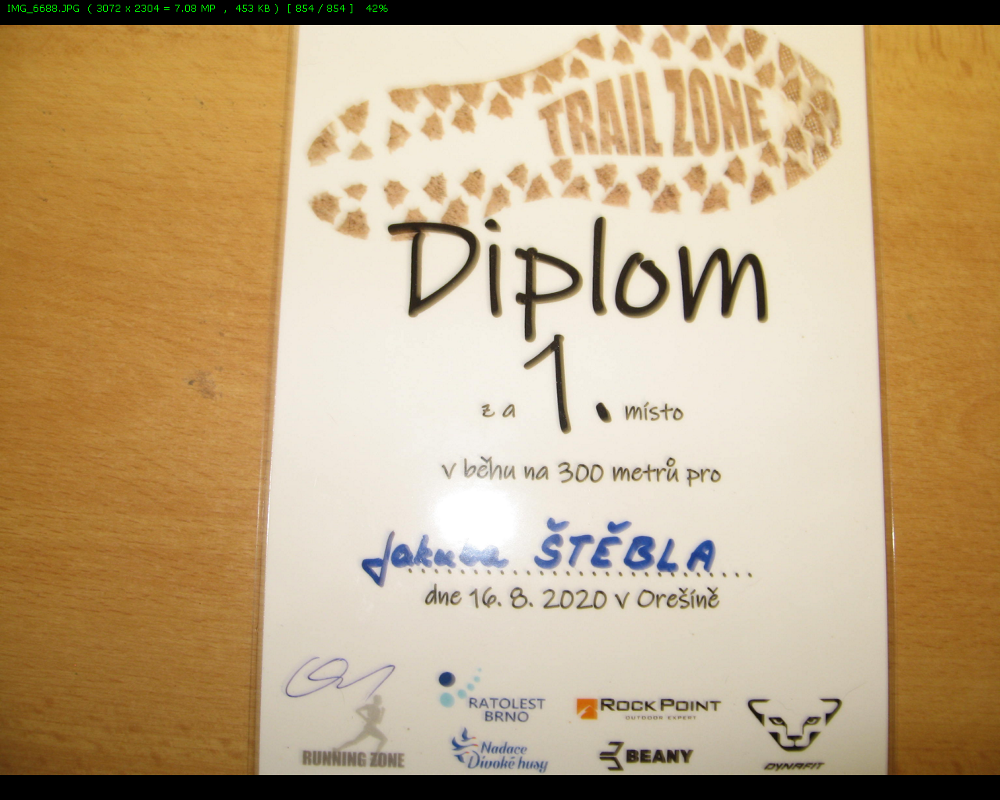 IMG_6688.JPG ( 3072 x 2304 = 7.08 MP , 453 KB ) [ 854 / 854 ] 42%
TRAIL ZONE
Diplom
za 1. místo
v běhu na 300 metrů pro
Jakuba ŠTĚBLA
dne 16. 8. 2020 v Orešíně
RATOLEST
BRNO
ROCK POINT
OUTDOOR EXPERT
RUNNING ZONE
Nadace
Divoké husy
BEANY
DYNAFIT